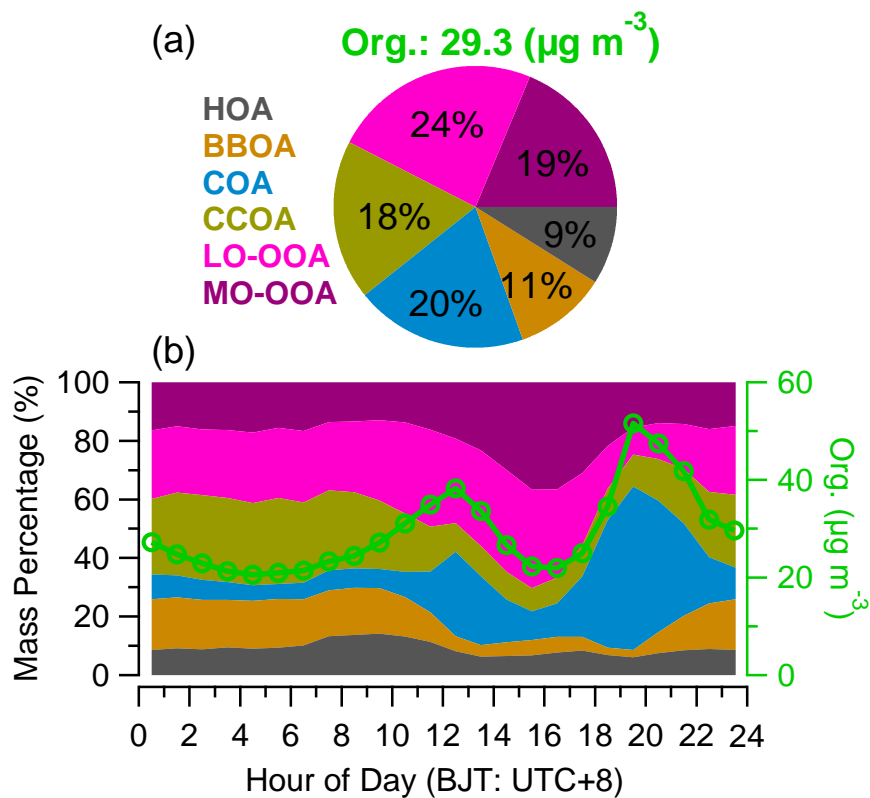 (a)
Org.: 29.3 (µg m⁻³)
HOA
BBOA
COA
CCOA
LO-OOA
MO-OOA
24%
19%
18%
9%
20%
11%
(b)
100
80
60
40
20
0
Mass Percentage (%)
60
40
20
0
Org. (µg m⁻³)
0 2 4 6 8 10 12 14 16 18 20 22 24
Hour of Day (BJT: UTC+8)